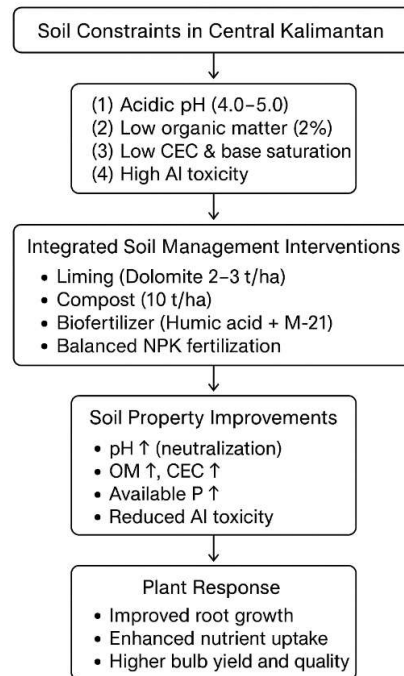 Soil Constraints in Central Kalimantan
(1) Acidic pH (4.0–5.0)
(2) Low organic matter (2%)
(3) Low CEC & base saturation
(4) High Al toxicity
Integrated Soil Management Interventions
• Liming (Dolomite 2–3 t/ha)
• Compost (10 t/ha)
• Biofertilizer (Humic acid + M-21)
• Balanced NPK fertilization
Soil Property Improvements
• pH ↑ (neutralization)
• OM ↑, CEC ↑
• Available P ↑
• Reduced Al toxicity
Plant Response
• Improved root growth
• Enhanced nutrient uptake
• Higher bulb yield and quality